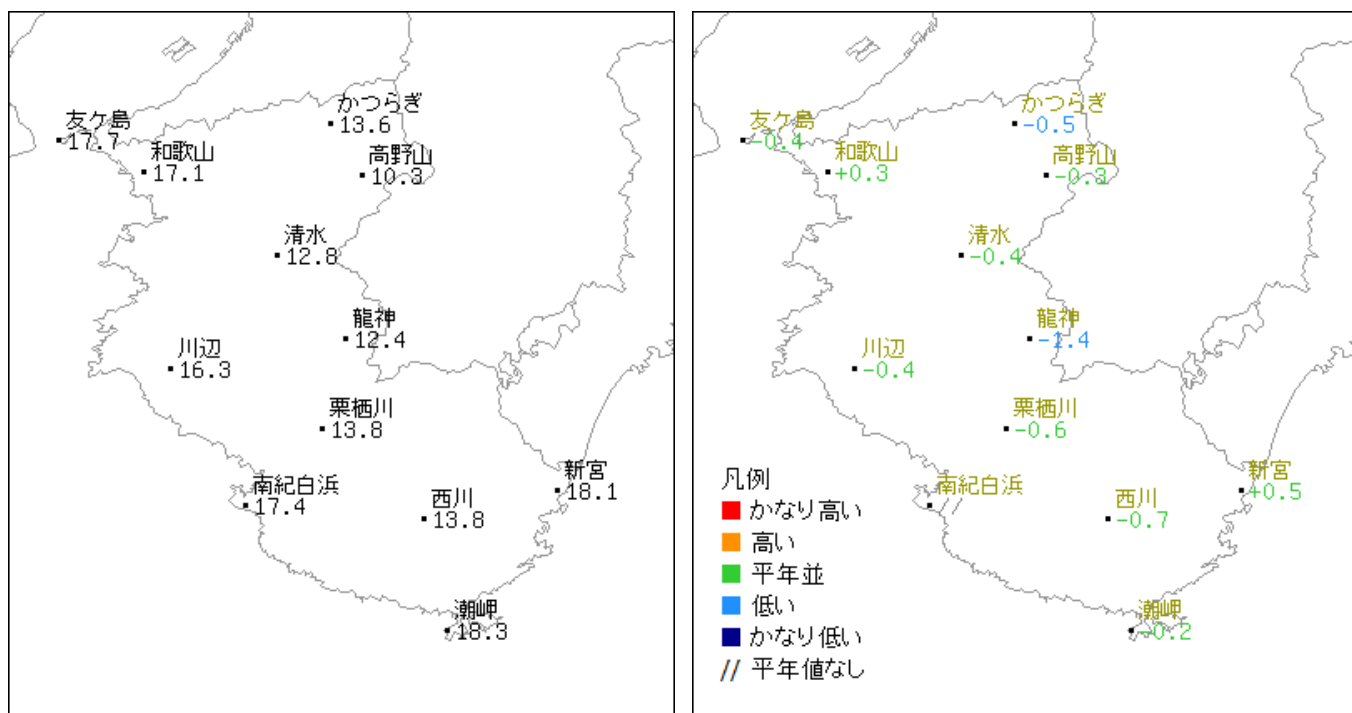 友ケ島
17.7
かつらぎ
13.6
和歌山
17.1
高野山
10.3
清水
12.8
龍神
12.4
川辺
16.3
栗栖川
13.8
新宮
18.1
南紀白浜
17.4
西川
13.8
潮岬
18.3
友ケ島
-0.4
かつらぎ
-0.5
和歌山
+0.3
高野山
-0.3
清水
-0.4
龍神
-1.4
川辺
-0.4
栗栖川
-0.6
新宮
+0.5
南紀白浜
//
西川
-0.7
潮岬
-0.2
凡例
かなり高い
高い
平年並
低い
かなり低い
// 平年値なし